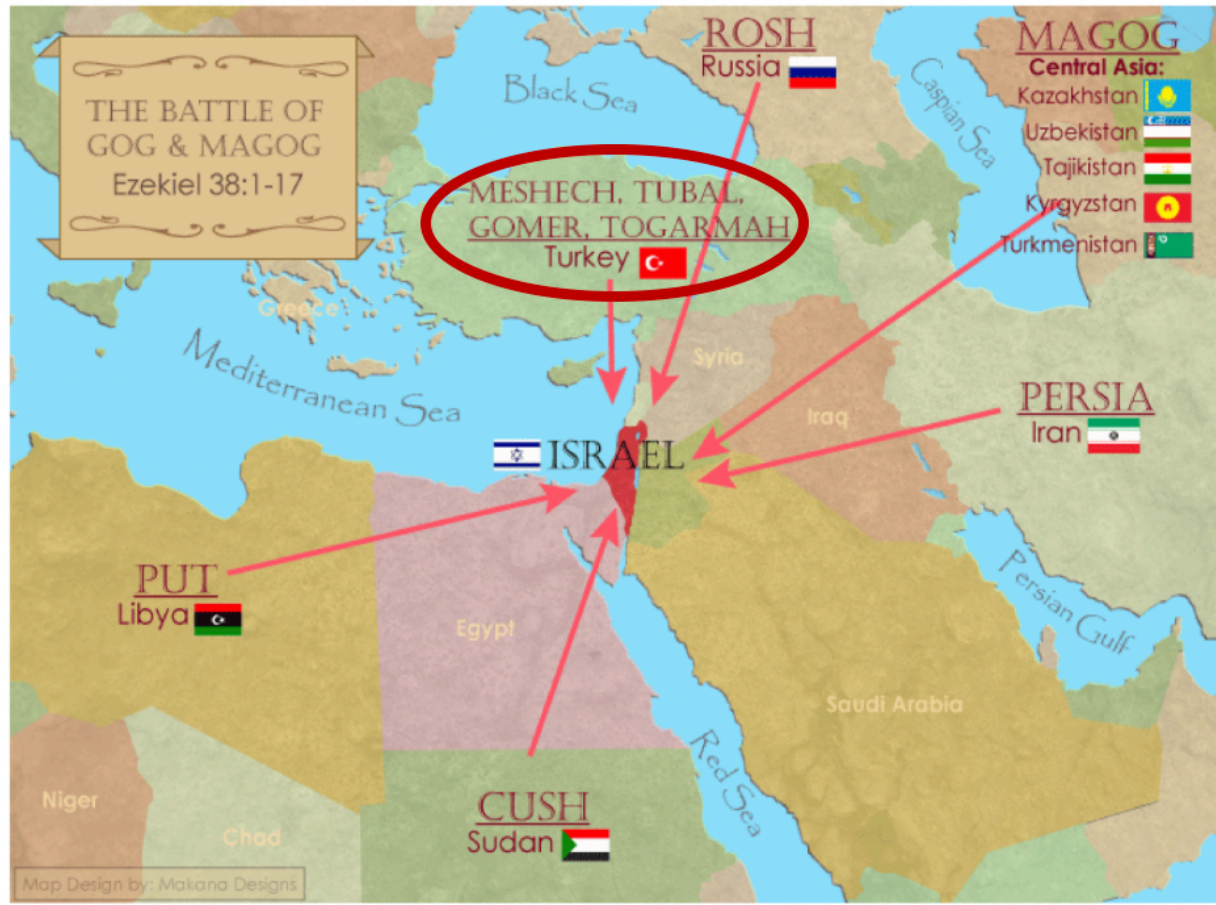 THE BATTLE OF
GOG & MAGOG
Ezekiel 38:1-17
Black Sea
ROSH
Russia
Caspian Sea
MAGOG
Central Asia:
Kazakhstan
Uzbekistan
Tajikistan
Kyrgyzstan
Turkmenistan
MESHECH, TUBAL,
GOMER, TOGARMAH
Turkey
Greece
Mediterranean Sea
Syria
Iraq
PERSIA
Iran
ISRAEL
PUT
Libya
Egypt
Persian Gulf
Saudi Arabia
Red Sea
Niger
Chad
CUSH
Sudan
Map Design by: Makana Designs